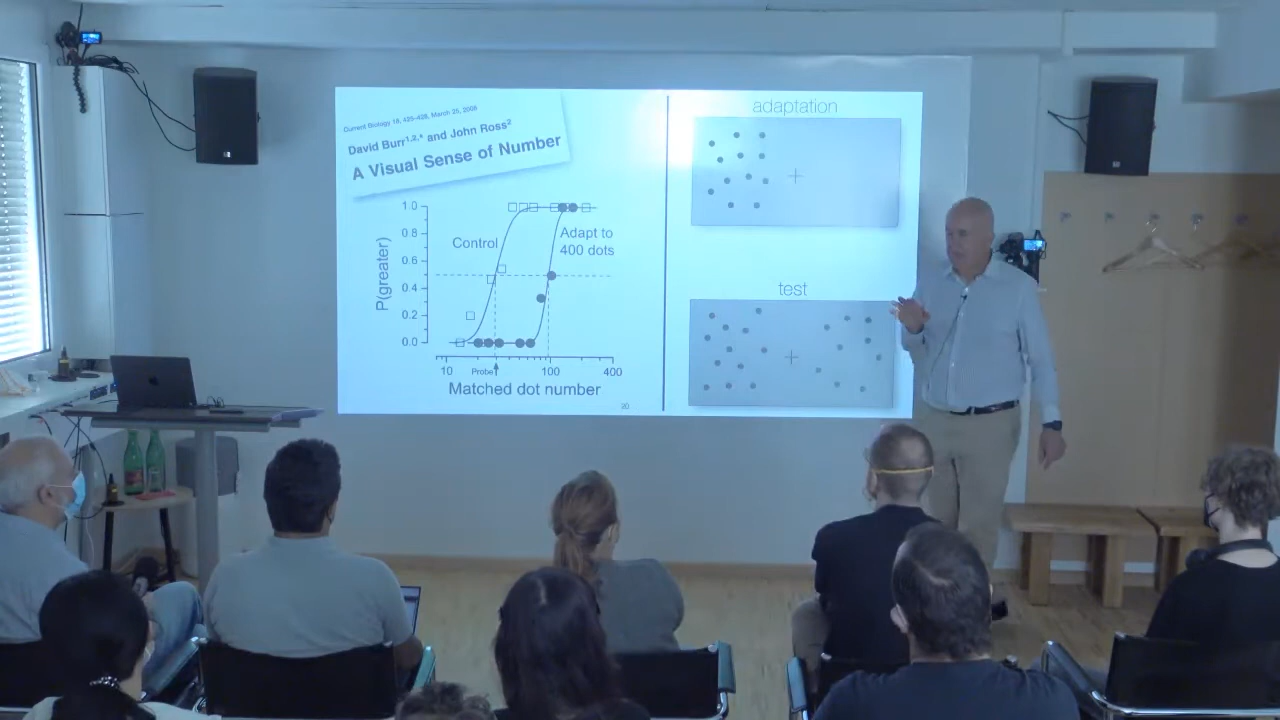 Current Biology 18, 425–428, March 25, 2008
David Burr1,2,* and John Ross2
A Visual Sense of Number
1.0
0.8
0.6
0.4
0.2
0.0
P(greater)
Control
Adapt to
400 dots
10
Probe
100
400
Matched dot number
20
adaptation
test